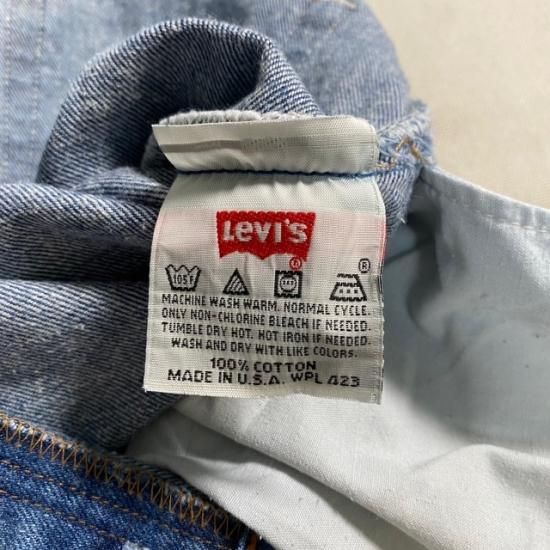 Levi's
®
®
105F
MACHINE WASH WARM. NORMAL CYCLE.
ONLY NON-CHLORINE BLEACH IF NEEDED.
TUMBLE DRY HOT. HOT IRON IF NEEDED.
WASH AND DRY WITH LIKE COLORS.
100% COTTON
MADE IN U.S.A. WPL 423